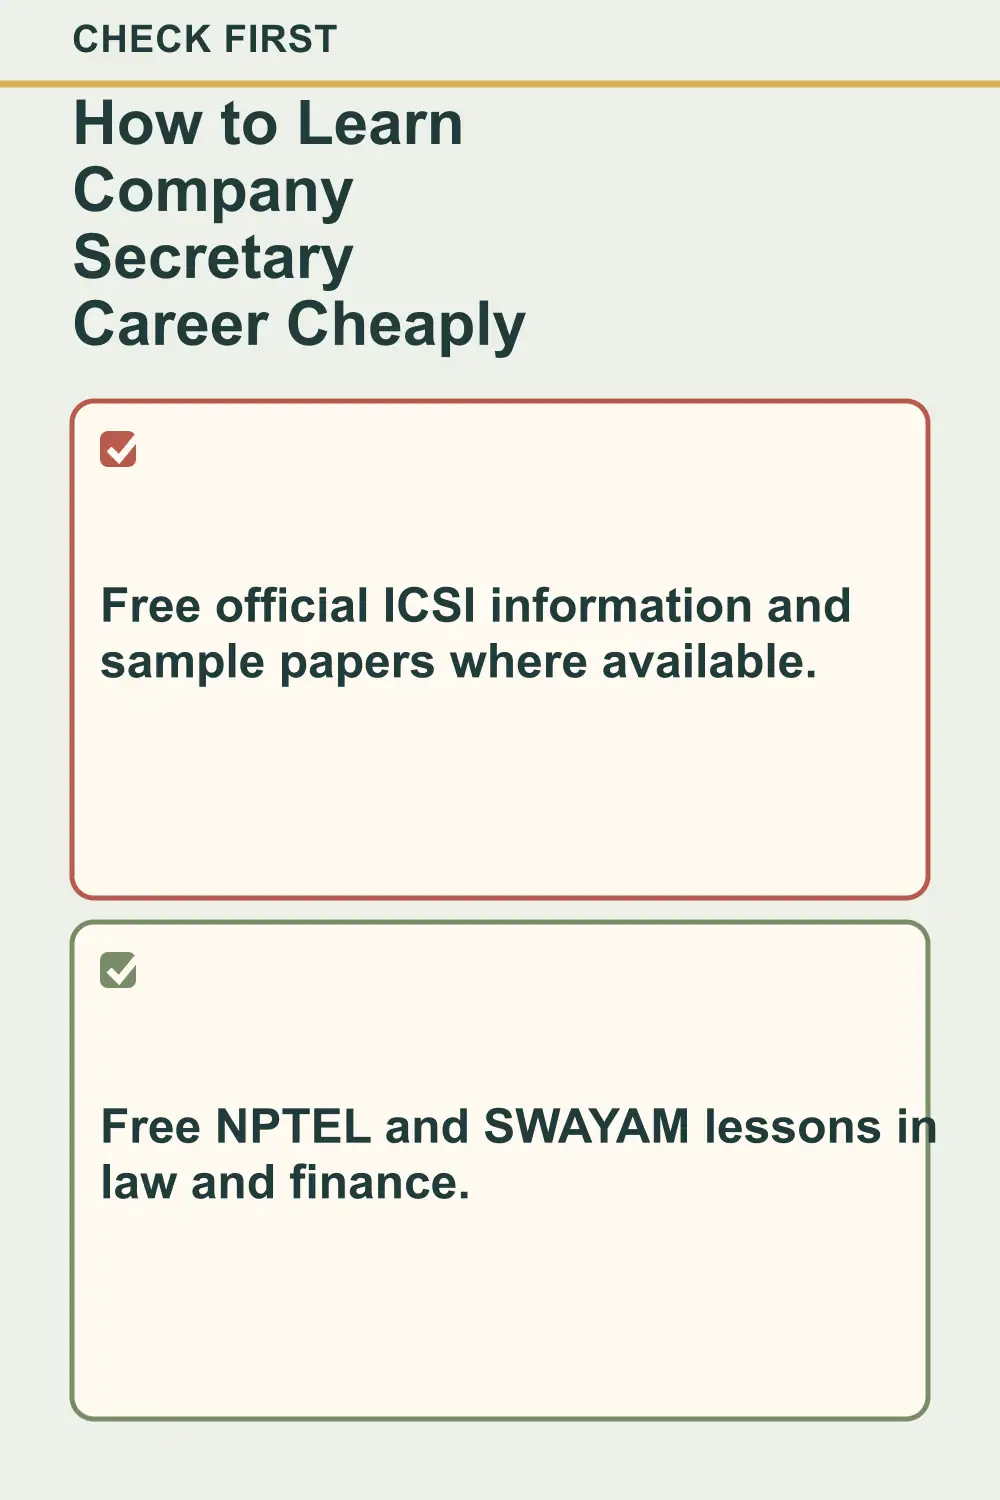 CHECK FIRST
How to Learn
Company
Secretary
Career Cheaply
Free official ICSI information and
sample papers where available.
Free NPTEL and SWAYAM lessons in
law and finance.